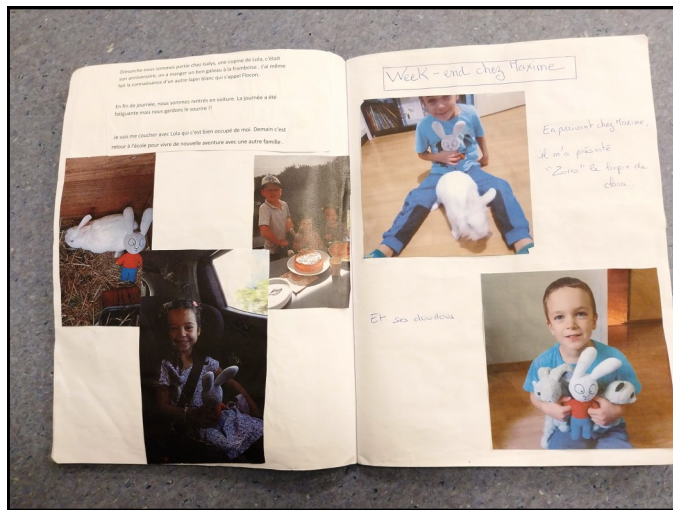 Dimanche nous sommes partie chez Isalys, une copine de Lola, c'était
son anniversaire, on a manger un bon gateau à la framboise. J'ai même
fait la connaissance d'un autre lapin blanc qui s'appel Flocon.
En fin de journée, nous sommes rentrés en voiture. La journée a été
fatiguante mais nous gardons le sourire !!
Je vais me coucher avec Lola qui c'est bien occupé de moi. Demain c'est
retour à l'école pour vivre de nouvelle aventure avec une autre famille.
Week-end chez Maxime
En arrivant chez Maxime,
il m'a présenté
"Zorro" le lapin de
classe.
Et ses doudous